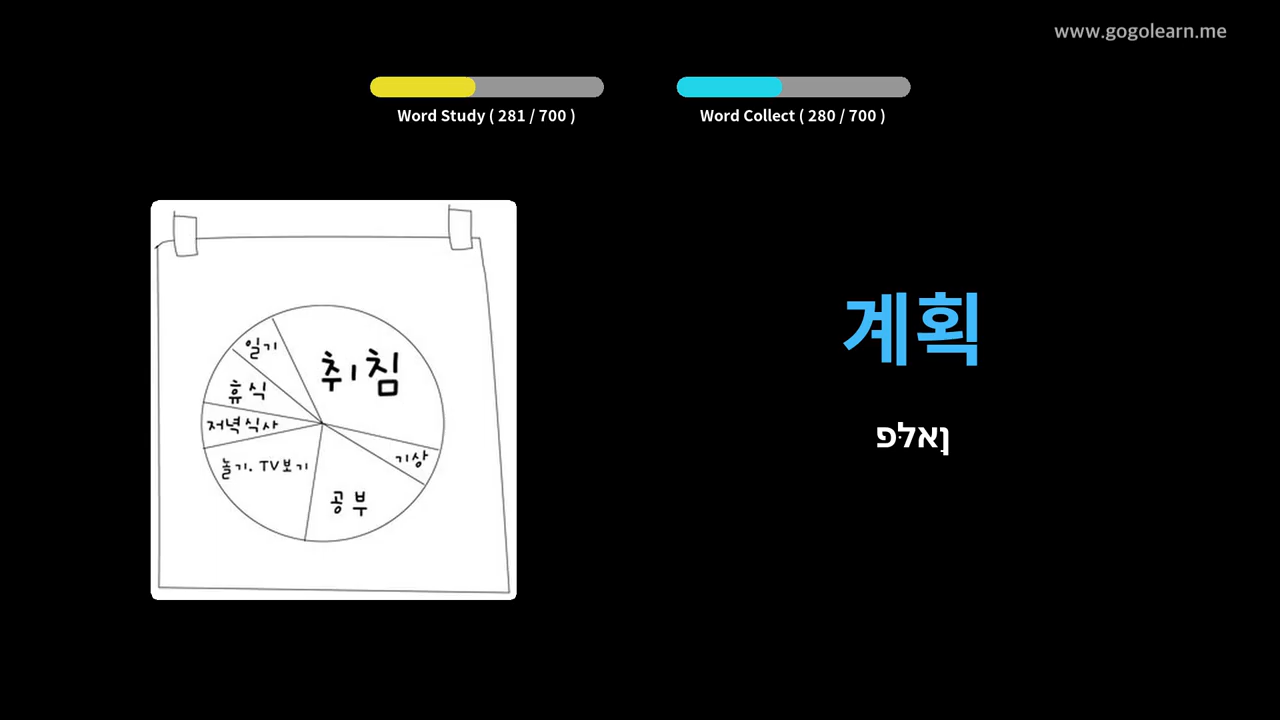 www.gogolearn.me
Word Study ( 281 / 700 )
Word Collect ( 280 / 700 )
일기
취침
휴식
저녁식사
놀기. TV보기
기상
공부
계획
פּלאַן